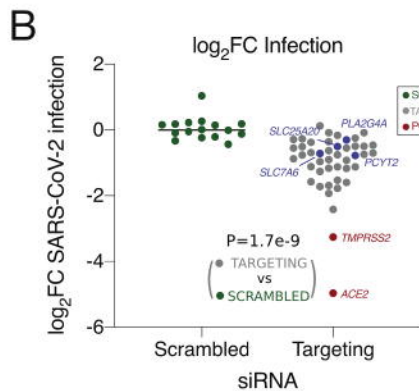 B
log2FC Infection
log2FC SARS-CoV-2 infection
2
0
-2
-4
-6
PLA2G4A
SLC25A20
SLC7A6
PCYT2
P=1.7e-9
TARGETING
vs
SCRAMBLED
TMPRSS2
ACE2
Scrambled
Targeting
siRNA